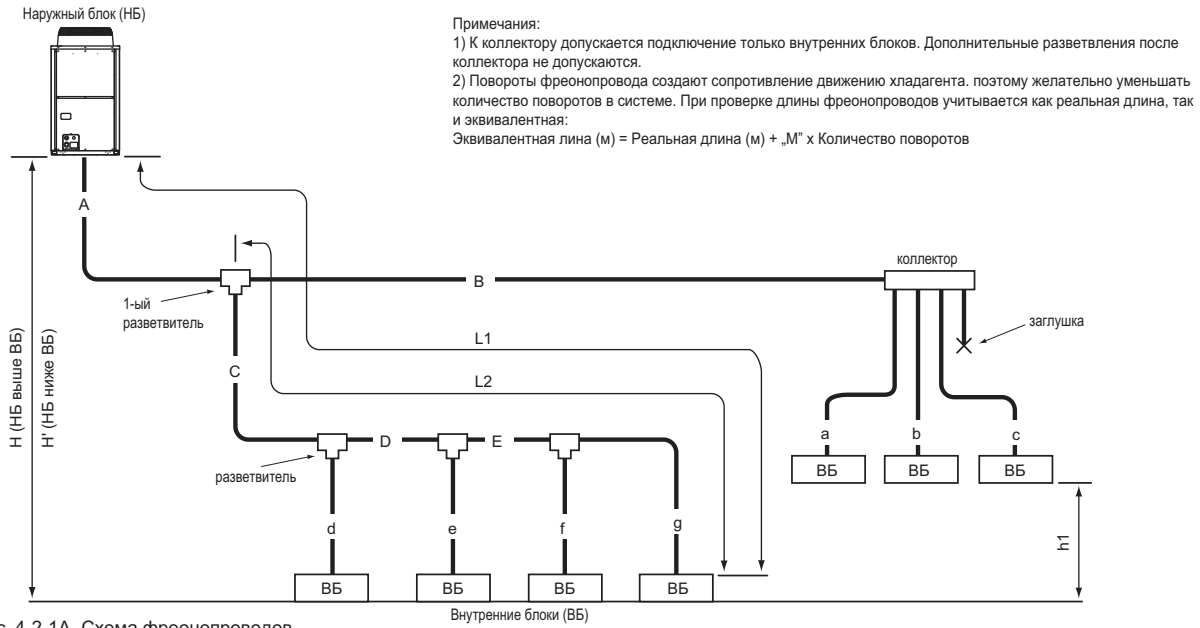 Наружный блок (НБ)
Примечания:
1) К коллектору допускается подключение только внутренних блоков. Дополнительные разветвления после
коллектора не допускаются.
2) Повороты фреонопровода создают сопротивление движению хладагента. поэтому желательно уменьшать
количество поворотов в системе. При проверке длины фреонопроводов учитывается как реальная длина, так
и эквивалентная:
Эквивалентная лина (м) = Реальная длина (м) + „М” х Количество поворотов
A
B
коллектор
1-ый
разветвитель
заглушка
L1
L2
C
H (НБ выше ВБ)
H' (НБ ниже ВБ)
D
E
разветвитель
a
b
c
ВБ
ВБ
ВБ
d
e
f
g
h1
ВБ
ВБ
ВБ
ВБ
Внутренние блоки (ВБ)
4-2-1А. Схема фреонопроводов